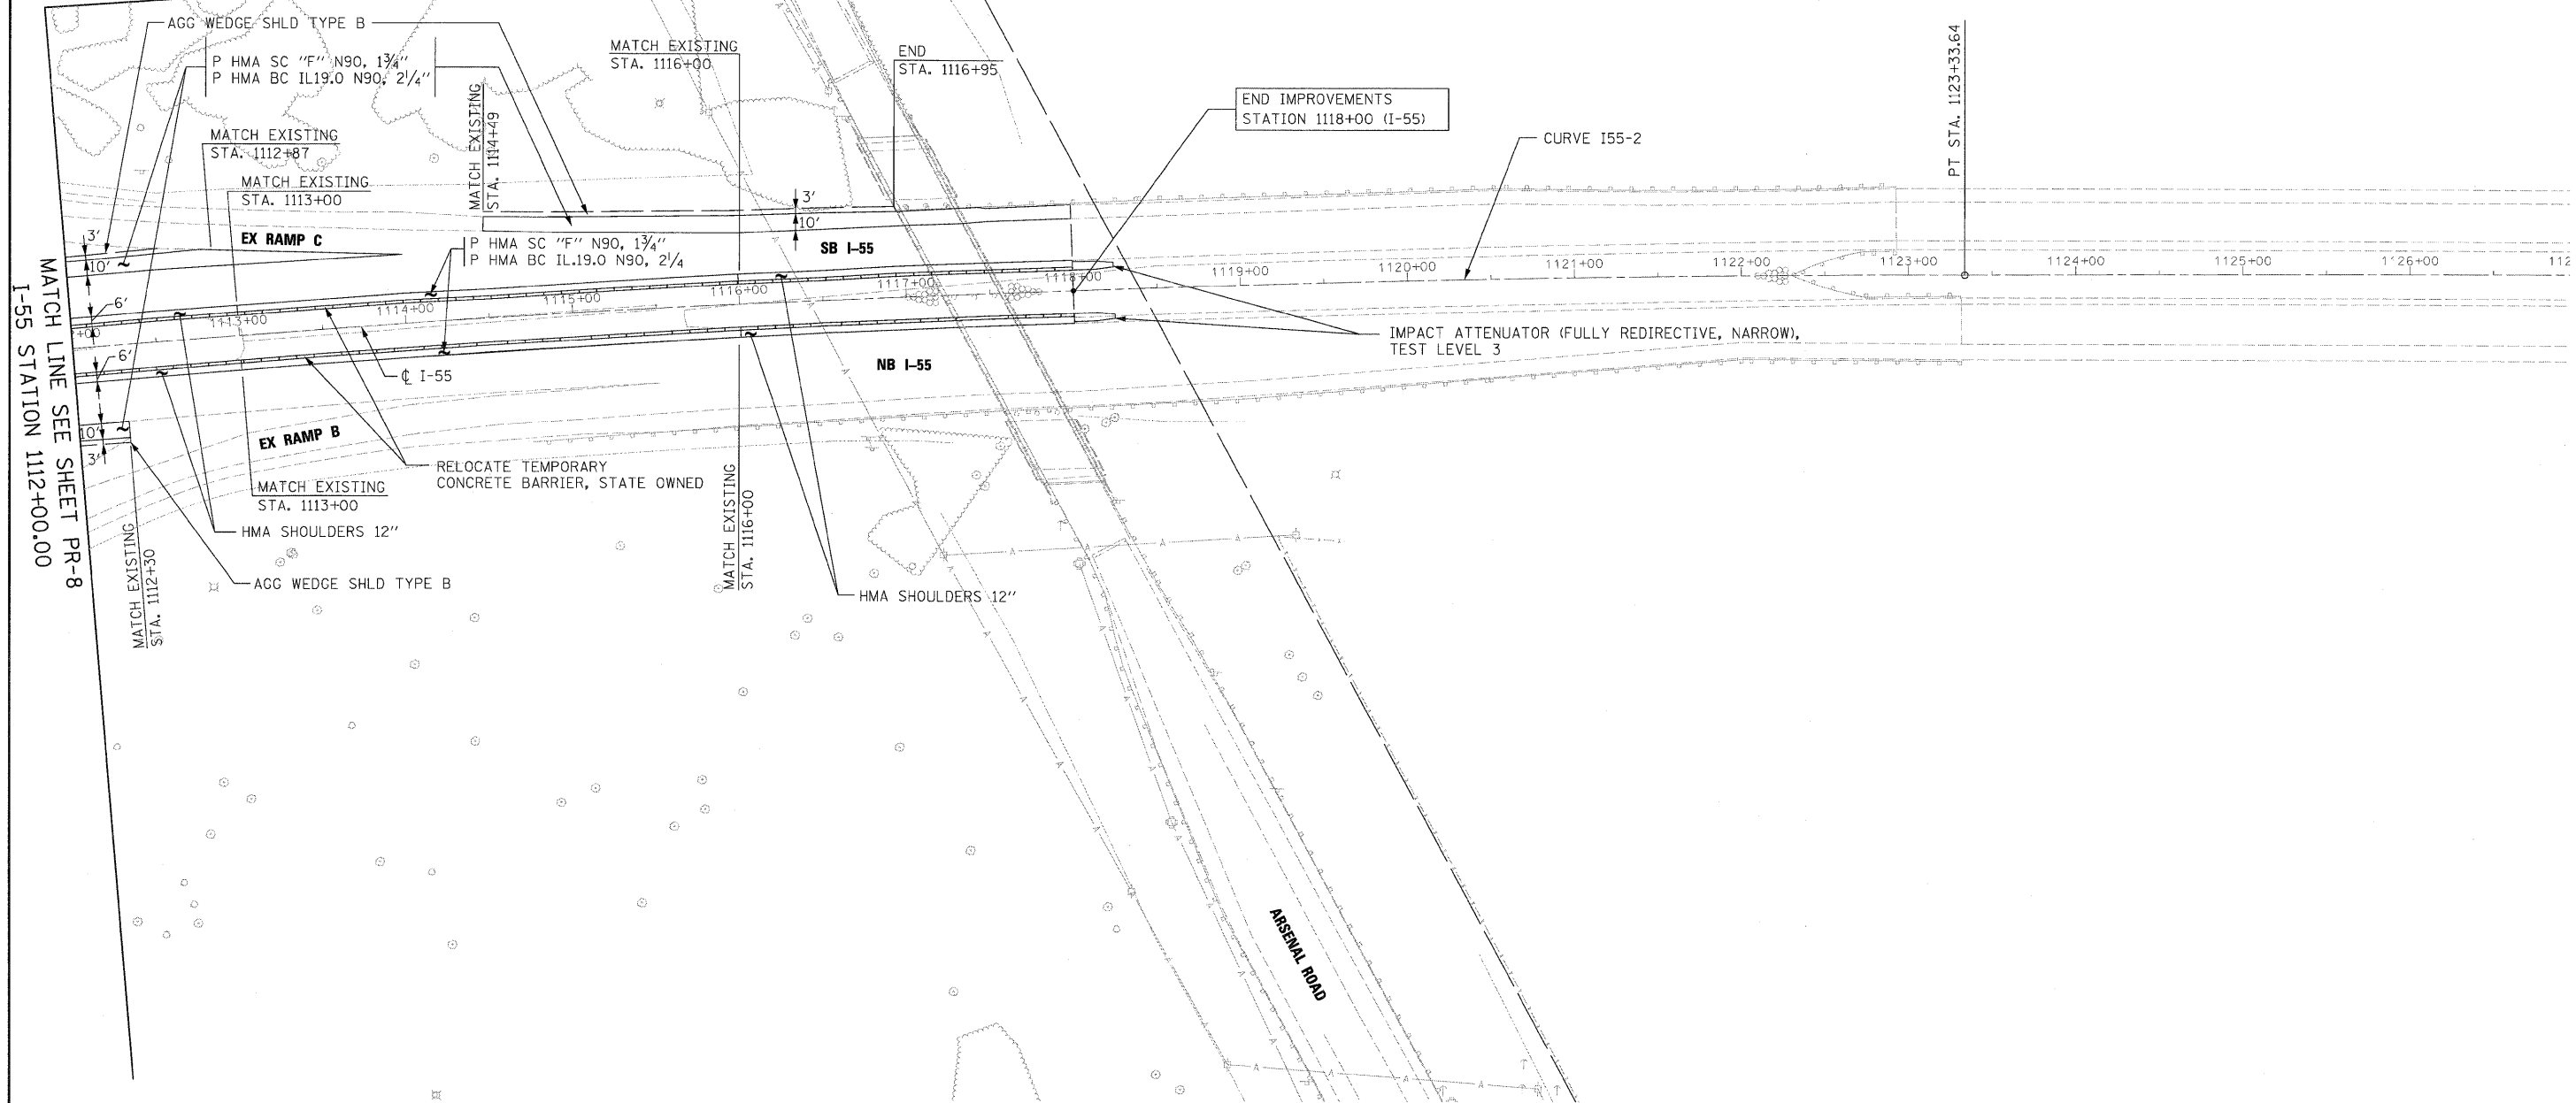 AGG WEDGE SHLD TYPE B
P HMA SC "F" N90, 1¾"
P HMA BC IL19.0 N90, 2¼"
MATCH EXISTING
STA. 1112+87
MATCH EXISTING
STA. 1113+00
MATCH EXISTING
STA. 1114+49
MATCH EXISTING
STA. 1116+00
END
STA. 1116+95
END IMPROVEMENTS
STATION 1118+00 (I-55)
CURVE I55-2
PT STA. 1123+33.64
3'
10'
EX RAMP C
P HMA SC "F" N90, 1¾"
P HMA BC IL.19.0 N90, 2¼
3'
10'
SB I-55
6'
+00
1113+00
1114+00
1115+00
1116+00
1117+00
1118+00
1119+00
1120+00
1121+00
1122+00
1123+00
1124+00
1125+00
1126+00
112
6'
℄ I-55
NB I-55
IMPACT ATTENUATOR (FULLY REDIRECTIVE, NARROW),
TEST LEVEL 3
10'
3'
EX RAMP B
RELOCATE TEMPORARY
CONCRETE BARRIER, STATE OWNED
MATCH EXISTING
STA. 1113+00
HMA SHOULDERS 12"
AGG WEDGE SHLD TYPE B
MATCH EXISTING
STA. 1112+30
MATCH EXISTING
STA. 1116+00
HMA SHOULDERS 12"
MATCH LINE SEE SHEET PR-8
I-55 STATION 1112+00.00
ARSENAL ROAD